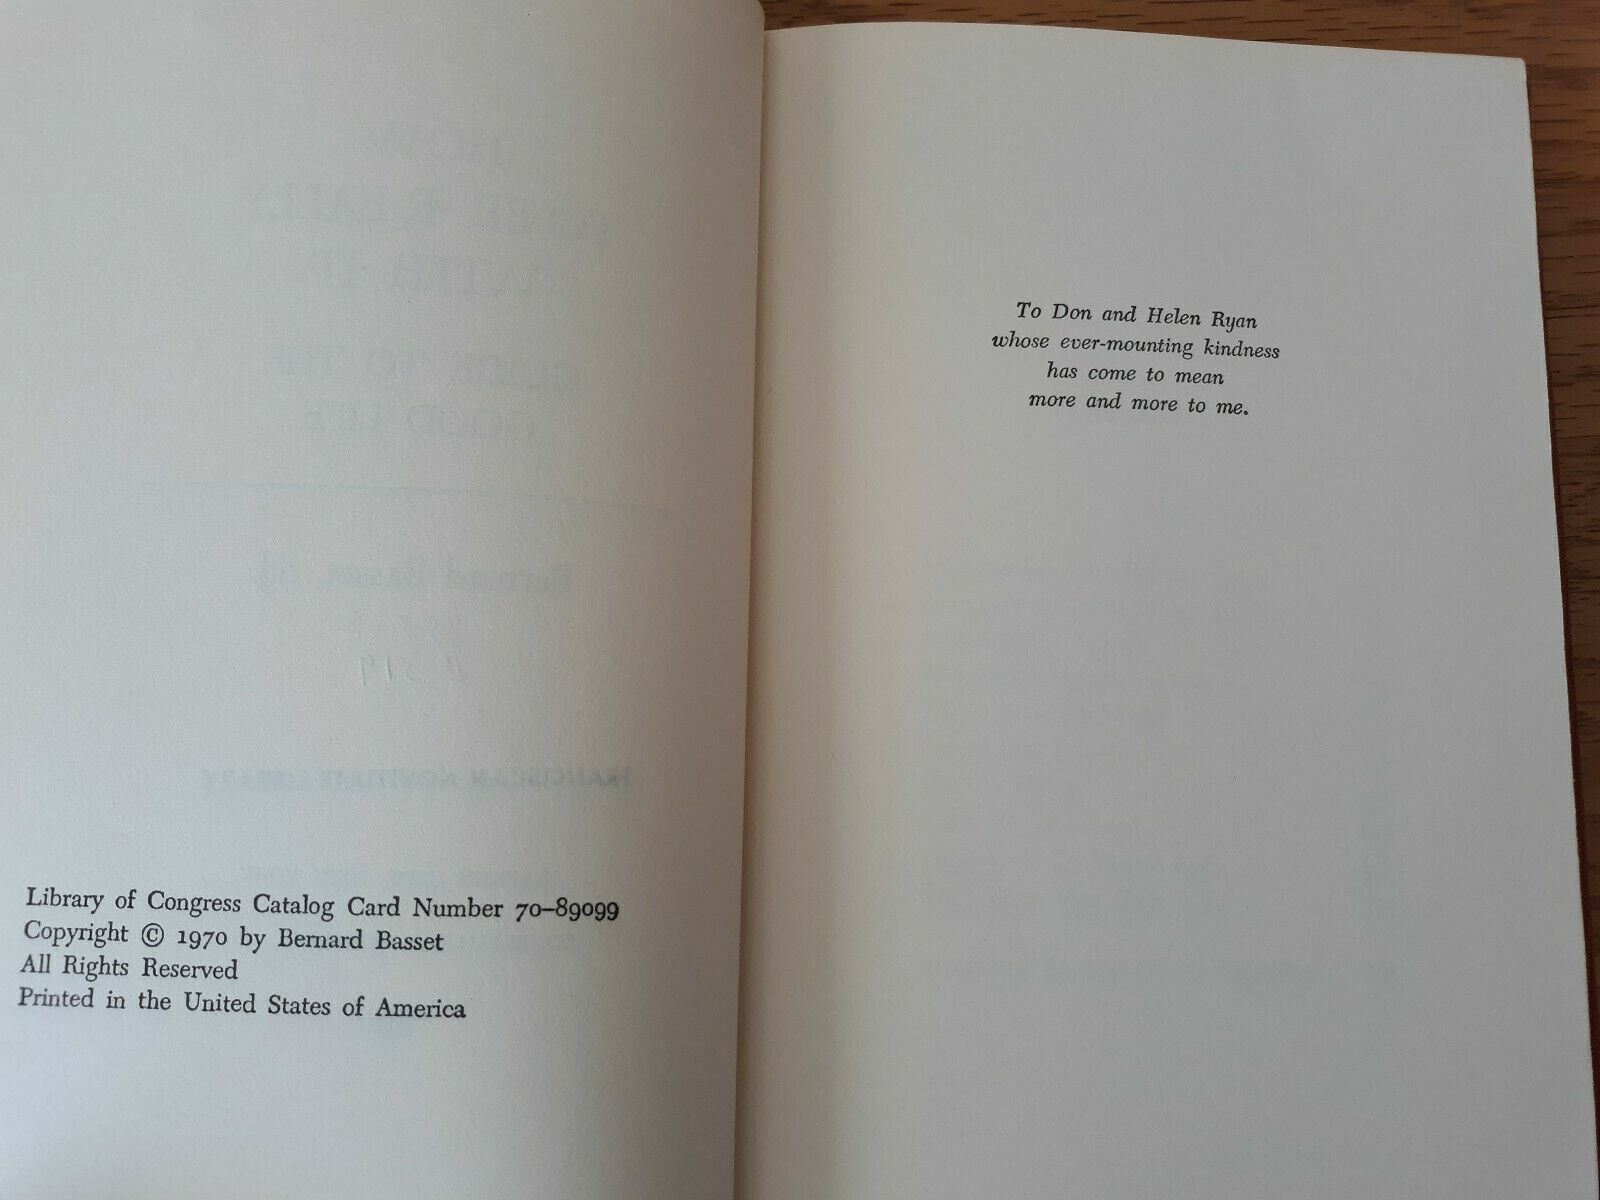 Library of Congress Catalog Card Number 70–89099
Copyright © 1970 by Bernard Basset
All Rights Reserved
Printed in the United States of America
To Don and Helen Ryan
whose ever-mounting kindness
has come to mean
more and more to me.